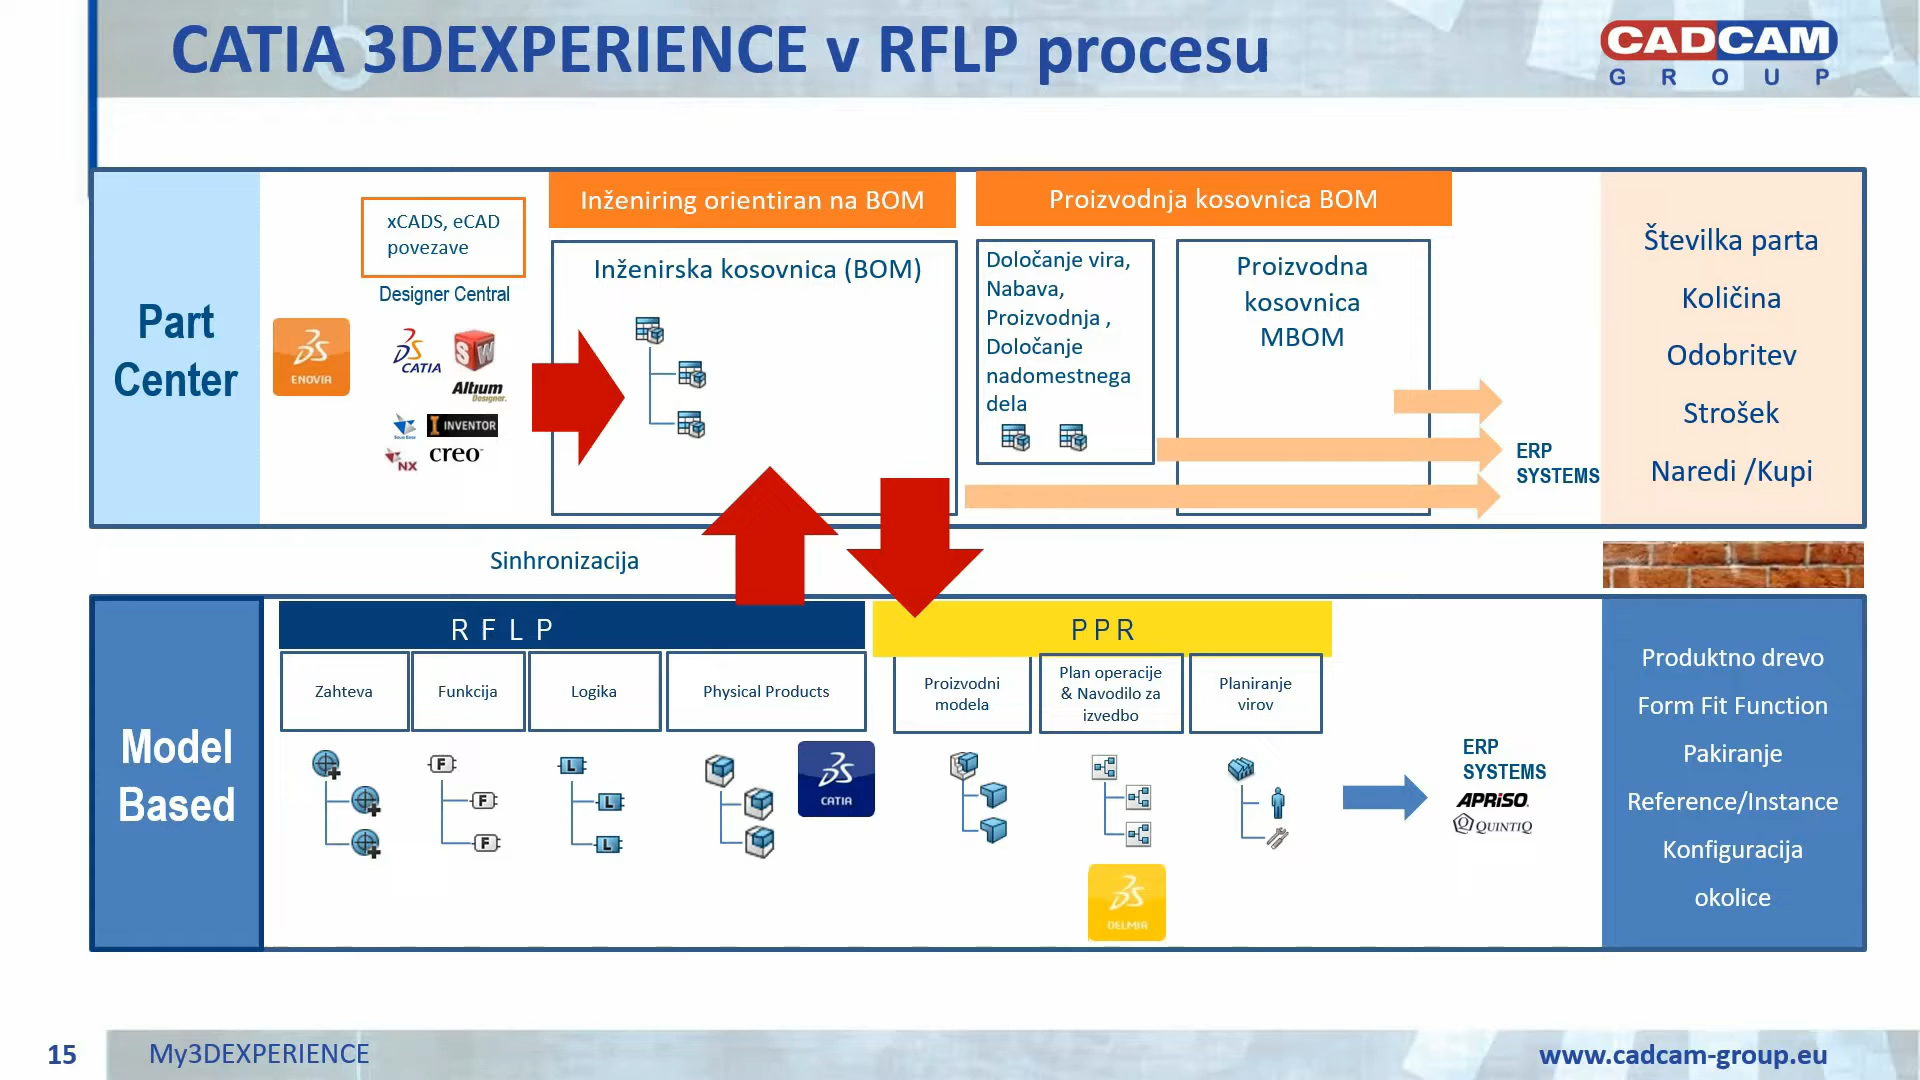 CATIA 3DEXPERIENCE v RFLP procesu
CADCAM
GROUP
Part
Center
xCADS, eCAD
povezave
Designer Central
ENOVIA
CATIA
SW
Altium
Designer
INVENTOR
NX
creo
Inženiring orientiran na BOM
Inženirska kosovnica (BOM)
Proizvodnja kosovnica BOM
Določanje vira,
Nabava,
Proizvodnja ,
Določanje
nadomestnega
dela
Proizvodna
kosovnica
MBOM
ERP
SYSTEMS
Številka parta
Količina
Odobritev
Strošek
Naredi /Kupi
Sinhronizacija
Model
Based
R F L P
Zahteva
Funkcija
Logika
Physical Products
F
F
F
L
L
L
CATIA
P P R
Proizvodni
modela
Plan operacije
& Navodilo za
izvedbo
Planiranje
virov
DELMIA
ERP
SYSTEMS
APRISO
QUINTIQ
Produktno drevo
Form Fit Function
Pakiranje
Reference/Instance
Konfiguracija
okolice
15
My3DEXPERIENCE
www.cadcam-group.eu